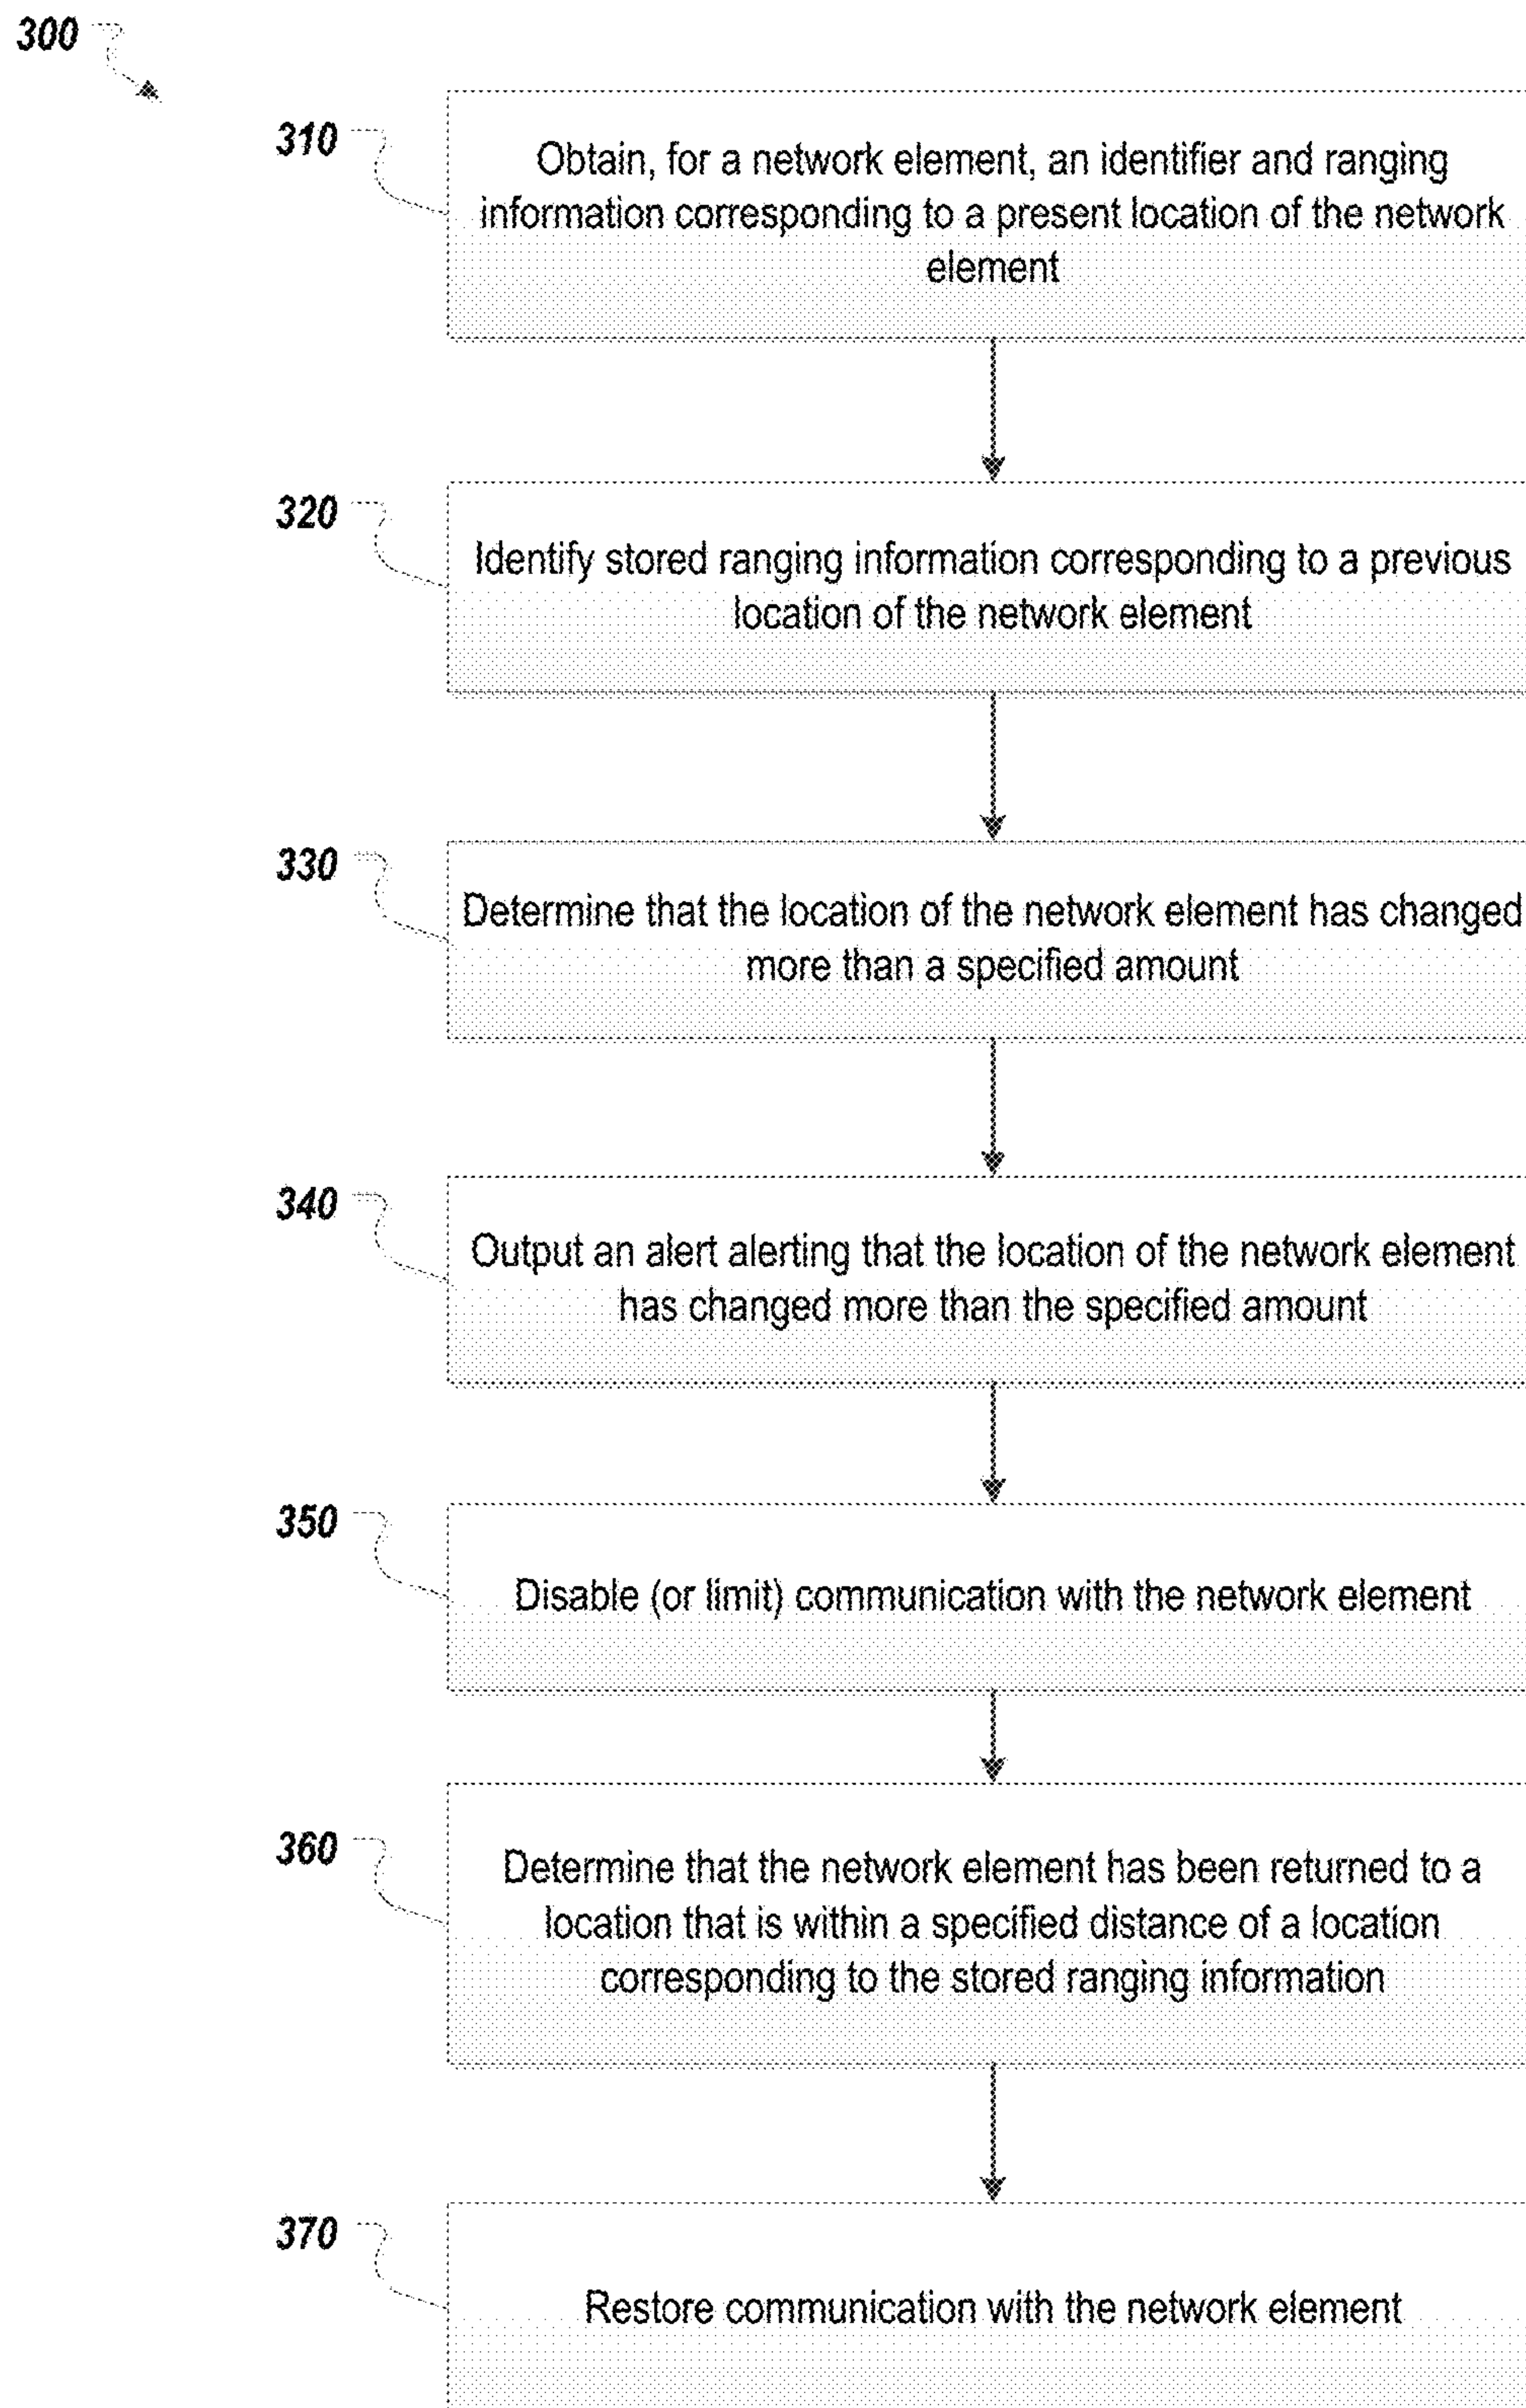 300
310
Obtain, for a network element, an identifier and ranging
information corresponding to a present location of the network
element
320
Identify stored ranging information corresponding to a previous
location of the network element
330
Determine that the location of the network element has changed
more than a specified amount
340
Output an alert alerting that the location of the network element
has changed more than the specified amount
350
Disable (or limit) communication with the network element
360
Determine that the network element has been returned to a
location that is within a specified distance of a location
corresponding to the stored ranging information
370
Restore communication with the network element